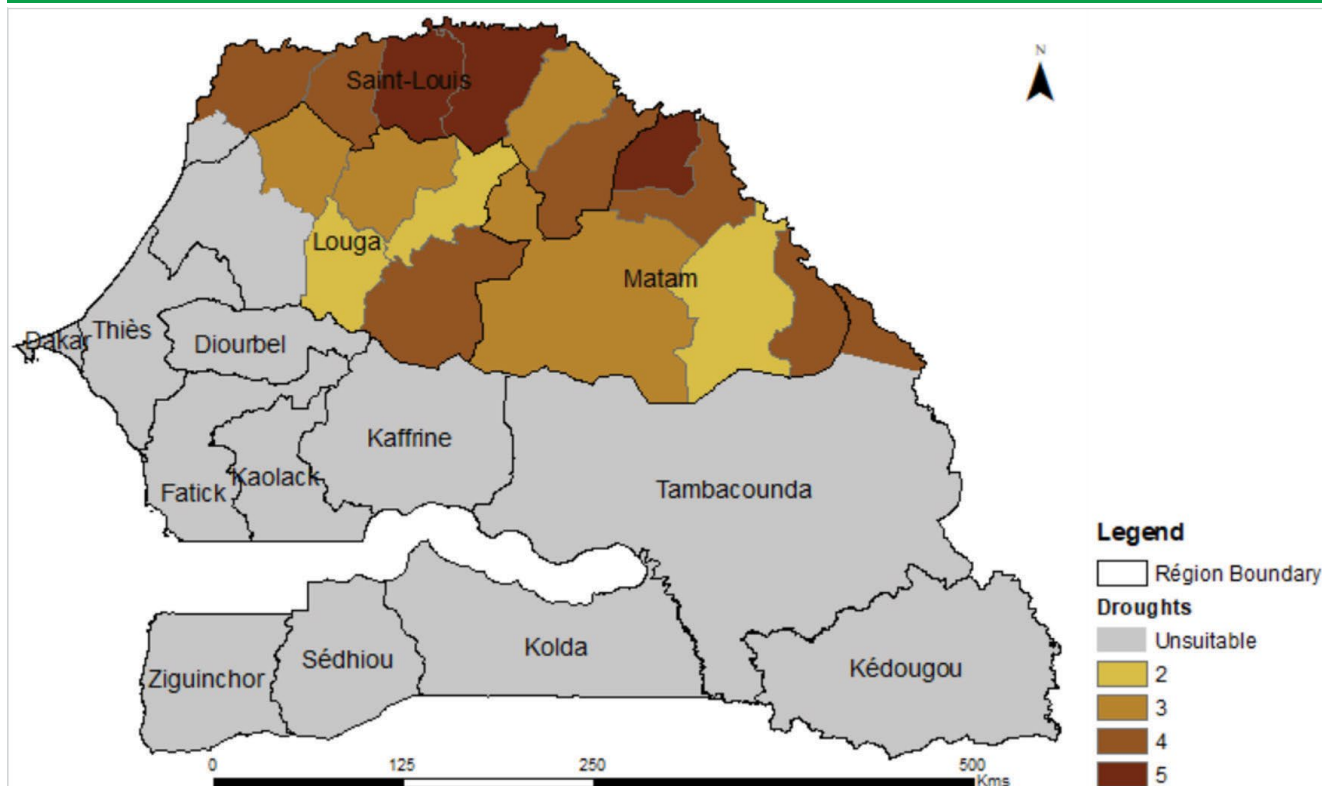 N
Saint-Louis
Louga
Matam
Dakar
Thiès
Diourbel
Kaffrine
Fatick
Kaolack
Tambacounda
Ziguinchor
Sédhiou
Kolda
Kédougou
Legend
Région Boundary
Droughts
Unsuitable
2
3
4
5
0 125 250 500
Kms